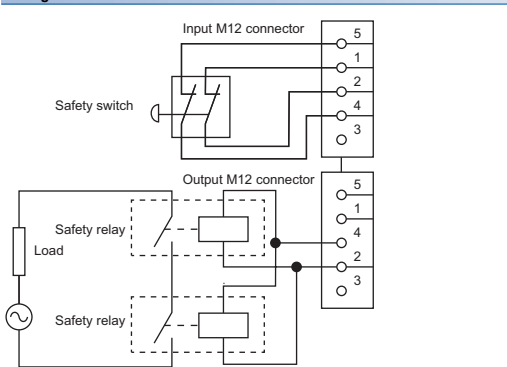 Input M12 connector
5
1
2
4
3
Safety switch
Output M12 connector
5
1
4
2
3
Safety relay
Load
Safety relay